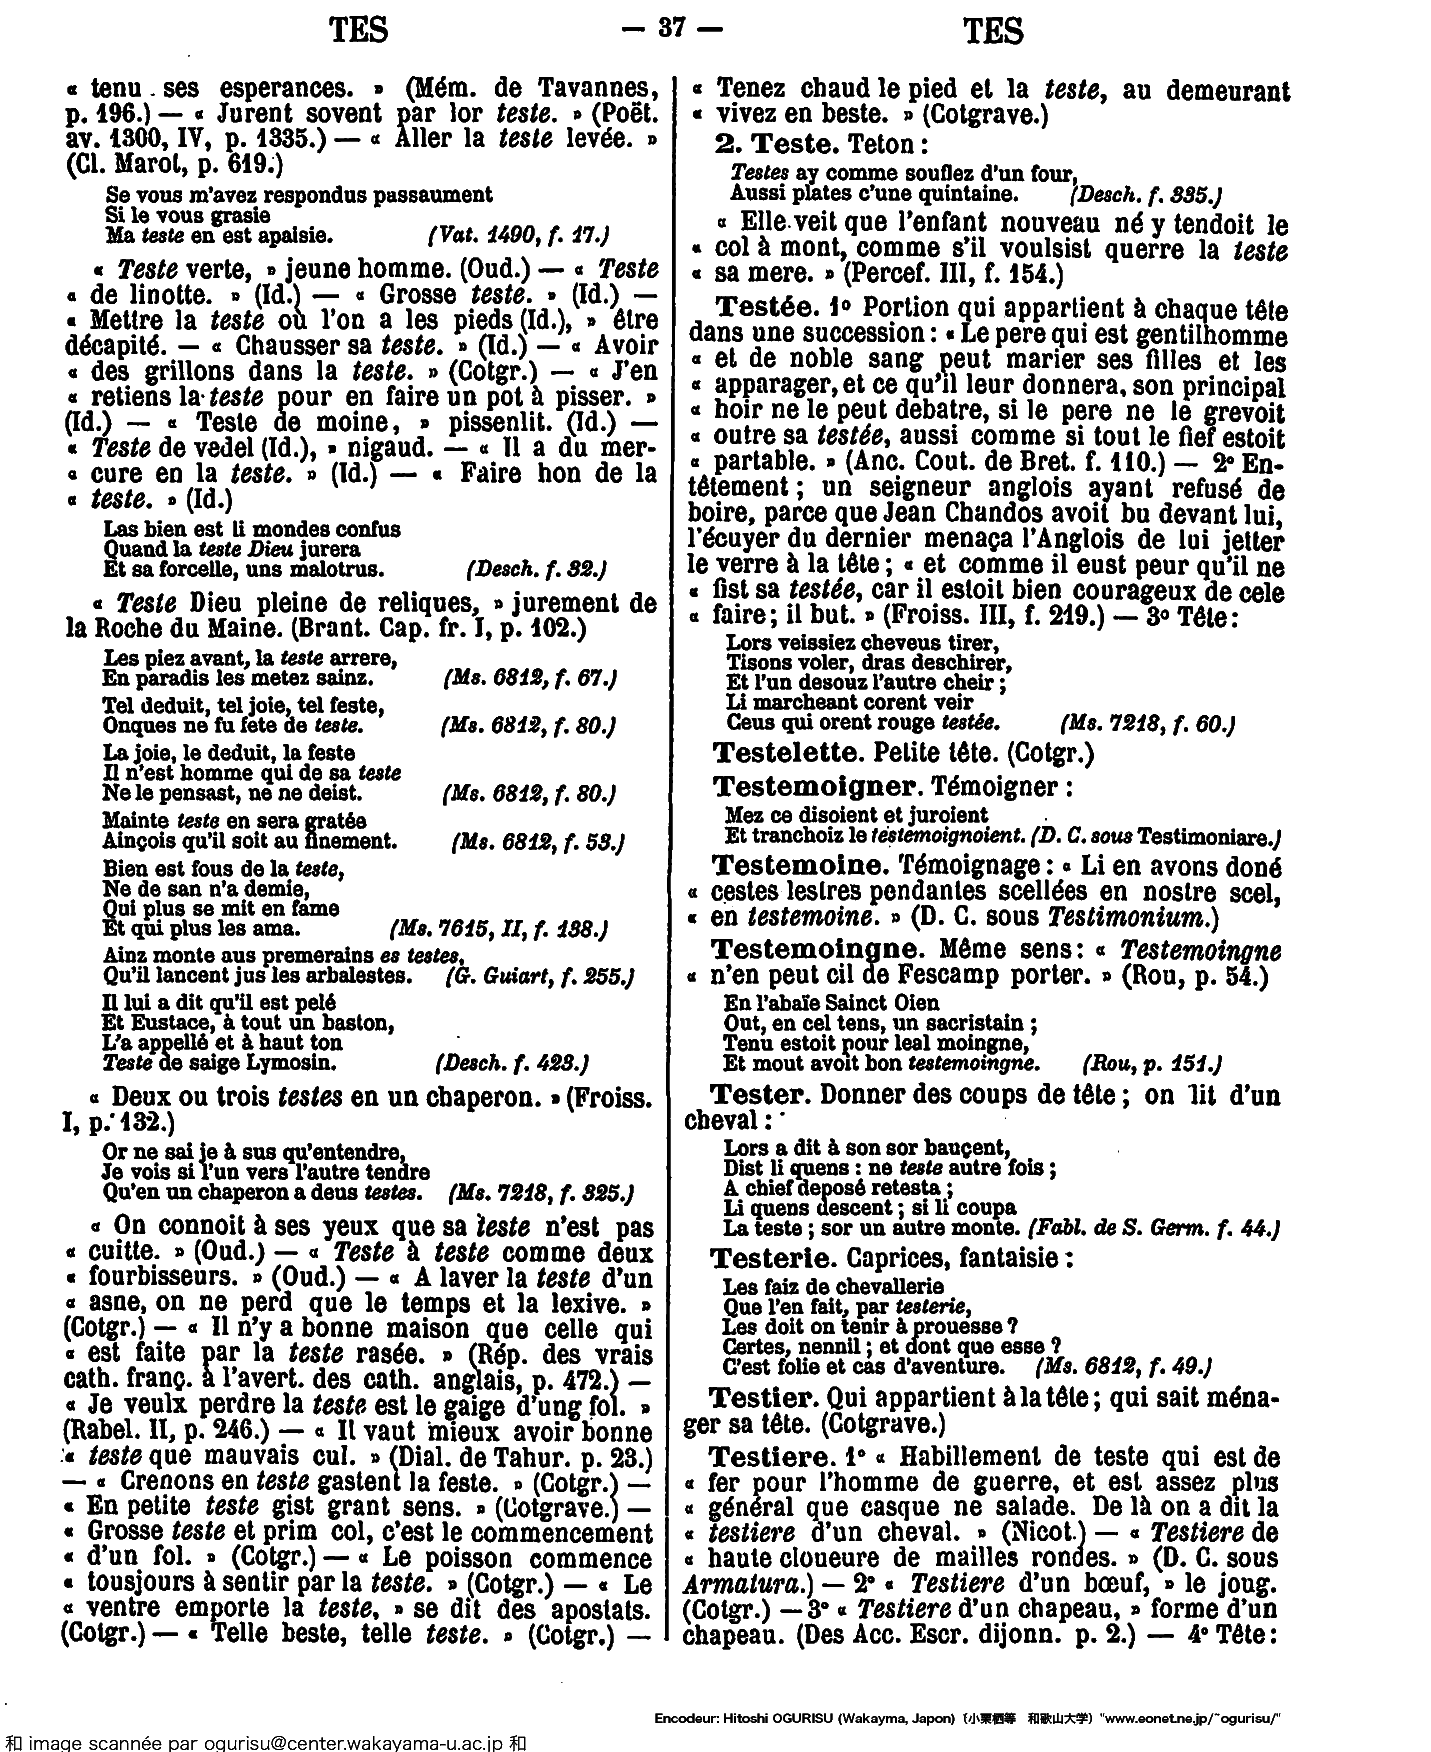 TES — 37 — TES
« tenu ses esperances. » (Mém. de Tavannes,
p. 196.) — « Jurent sovent par lor teste. » (Poët.
av. 1300, IV, p. 1335.) — « Aller la teste levée. »
(Cl. Marot, p. 619.)
Se vous m'avez respondus passaument
Si le vous grasie
Ma teste en est apaisie. (Vat. 1490, f. 17.)
« Teste verte, » jeune homme. (Oud.) — « Teste
« de linotte. » (Id.) — « Grosse teste. » (Id.) —
« Mettre la teste où l'on a les pieds (Id.), » être
décapité. — « Chausser sa teste. » (Id.) — « Avoir
« des grillons dans la teste. » (Cotgr.) — « J'en
« retiens la teste pour en faire un pot à pisser. »
(Id.) — « Teste de moine, » pissenlit. (Id.) —
« Teste de vedel (Id.), » nigaud. — « Il a du mer-
« cure en la teste. » (Id.) — « Faire hon de la
« teste. » (Id.)
Las bien est li mondes confus
Quand la teste Dieu jurera
Et sa forcelle, uns malotrus. (Desch. f. 32.)
« Teste Dieu pleine de reliques, » jurement de
la Roche du Maine. (Brant. Cap. fr. I, p. 102.)
Les piez avant, la teste arrere,
En paradis les metez sainz. (Ms. 6812, f. 67.)
Tel deduit, tel joie, tel feste,
Onques ne fu fete de teste. (Ms. 6812, f. 80.)
La joie, le deduit, la feste
Il n'est homme qui de sa teste
Ne le pensast, ne ne deist. (Ms. 6812, f. 80.)
Mainte teste en sera gratée
Ainçois qu'il soit au finement. (Ms. 6812, f. 53.)
Bien est fous de la teste,
Ne de san n'a demie,
Qui plus se mit en fame
Et qui plus les ama. (Ms. 7615, II, f. 138.)
Ainz monte aus premerains es testes,
Qu'il lancent jus les arbalestes. (G. Guiart, f. 255.)
Il lui a dit qu'il est pelé
Et Eustace, à tout un baston,
L'a appellé et à haut ton
Teste de saige Lymosin. (Desch. f. 423.)
« Deux ou trois testes en un chaperon. » (Froiss.
I, p. 132.)
Or ne sai je à sus qu'entendre,
Je vois si l'un vers l'autre tendre
Qu'en un chaperon a deus testes. (Ms. 7218, f. 325.)
« On connoit à ses yeux que sa teste n'est pas
« cuitte. » (Oud.) — « Teste à teste comme deux
« fourbisseurs. » (Oud.) — « A laver la teste d'un
« asne, on ne perd que le temps et la lexive. »
(Cotgr.) — « Il n'y a bonne maison que celle qui
« est faite par la teste rasée. » (Rép. des vrais
cath. franç. à l'avert. des cath. anglais, p. 472.) —
« Je veulx perdre la teste est le gaige d'ung fol. »
(Rabel. II, p. 246.) — « Il vaut mieux avoir bonne
« teste que mauvais cul. » (Dial. de Tahur. p. 23.)
— « Crenons en teste gastent la feste. » (Cotgr.) —
« En petite teste gist grant sens. » (Cotgrave.) —
« Grosse teste et prim col, c'est le commencement
« d'un fol. » (Cotgr.) — « Le poisson commence
« tousjours à sentir par la teste. » (Cotgr.) — « Le
« ventre emporte la teste, » se dit des apostats.
(Cotgr.) — « Telle beste, telle teste. » (Cotgr.) —
« Tenez chaud le pied et la teste, au demeurant
« vivez en beste. » (Cotgrave.)
2. Teste. Teton :
Testes ay comme souflez d'un four,
Aussi plates c'une quintaine. (Desch. f. 335.)
« Elle veit que l'enfant nouveau né y tendoit le
« col à mont, comme s'il voulsist querre la teste
« sa mere. » (Percef. III, f. 154.)
Testée. 1º Portion qui appartient à chaque tête
dans une succession : « Le pere qui est gentilhomme
« et de noble sang peut marier ses filles et les
« apparager, et ce qu'il leur donnera, son principal
« hoir ne le peut debatre, si le pere ne le grevoit
« outre sa testée, aussi comme si tout le fief estoit
« partable. » (Anc. Cout. de Bret. f. 110.) — 2º En-
têtement ; un seigneur anglois ayant refusé de
boire, parce que Jean Chandos avoit bu devant lui,
l'écuyer du dernier menaça l'Anglois de lui jetter
le verre à la tête ; « et comme il eust peur qu'il ne
« fist sa testée, car il estoit bien courageux de cele
« faire ; il but. » (Froiss. III, f. 219.) — 3º Tête :
Lors veissiez cheveus tirer,
Tisons voler, dras deschirer,
Et l'un desouz l'autre cheir ;
Li marcheant corent veir
Ceus qui orent rouge testée. (Ms. 7218, f. 60.)
Testelette. Petite tête. (Cotgr.)
Testemoigner. Témoigner :
Mez ce disoient et juroient
Et tranchoiz le testemoignoient. (D. C. sous Testimoniare.)
Testemoine. Témoignage : « Li en avons doné
« cestes lestres pendantes scellées en nostre scel,
« en testemoine. » (D. C. sous Testimonium.)
Testemoingne. Même sens : « Testemoingne
« n'en peut cil de Fescamp porter. » (Rou, p. 54.)
En l'abaïe Sainct Oien
Out, en cel tens, un sacristain ;
Tenu estoit pour leal moingne,
Et mout avoit bon testemoingne. (Rou, p. 151.)
Tester. Donner des coups de tête ; on lit d'un
cheval :
Lors a dit à son sor bauçent,
Dist li quens : ne teste autre fois ;
A chief deposé retesta ;
Li quens descent ; si li coupa
La teste ; sor un autre monte. (Fabl. de S. Germ. f. 44.)
Testerie. Caprices, fantaisie :
Les faiz de chevallerie
Que l'en fait, par testerie,
Les doit on tenir à prouesse ?
Certes, nennil ; et dont que esse ?
C'est folie et cas d'aventure. (Ms. 6812, f. 49.)
Testier. Qui appartient à la tête ; qui sait ména-
ger sa tête. (Cotgrave.)
Testiere. 1º « Habillement de teste qui est de
« fer pour l'homme de guerre, et est assez plus
« général que casque ne salade. De là on a dit la
« testiere d'un cheval. » (Nicot.) — « Testiere de
« haute cloueure de mailles rondes. » (D. C. sous
Armatura.) — 2º « Testiere d'un bœuf, » le joug.
(Cotgr.) — 3º « Testiere d'un chapeau, » forme d'un
chapeau. (Des Acc. Escr. dijonn. p. 2.) — 4º Tête :
Encodeur: Hitoshi OGURISU (Wakayma, Japon) (小栗栖等 和歌山大学) "www.eonet.ne.jp/~ogurisu/"
和 image scannée par ogurisu@center.wakayama-u.ac.jp 和